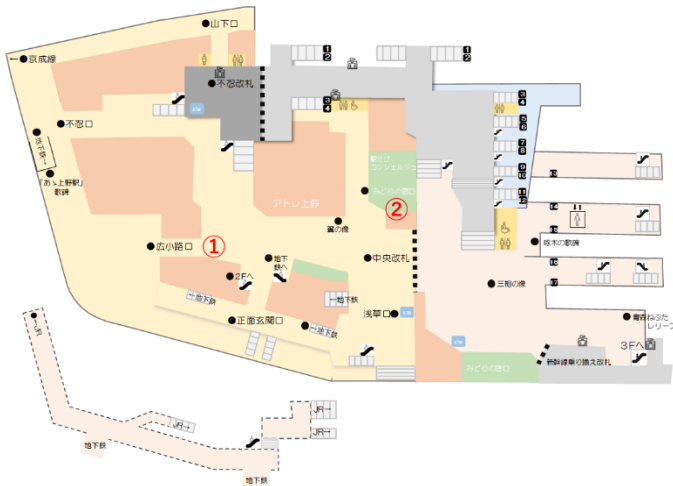 山下口
←京成線
1
2
1
2
不忍改札
3
4
3
4
不忍口
5
6
地下鉄→
7
8
駅たび
コンシェルジュ
9
10
13
「あゝ上野駅」
歌碑
みどりの窓口
11
12
アトレ上野
②
14
翼の像
15
啄木の歌碑
広小路口
①
地下
鉄へ
中央改札
16
2Fへ
三相の像
17
←地下鉄
地下鉄
正面玄関口
←地下鉄
浅草口
青森ねぶた
レリーフ
3Fへ
新幹線乗り換え改札
みどりの窓口
←JR
JR→
JR→
JR→
地下鉄
地下鉄